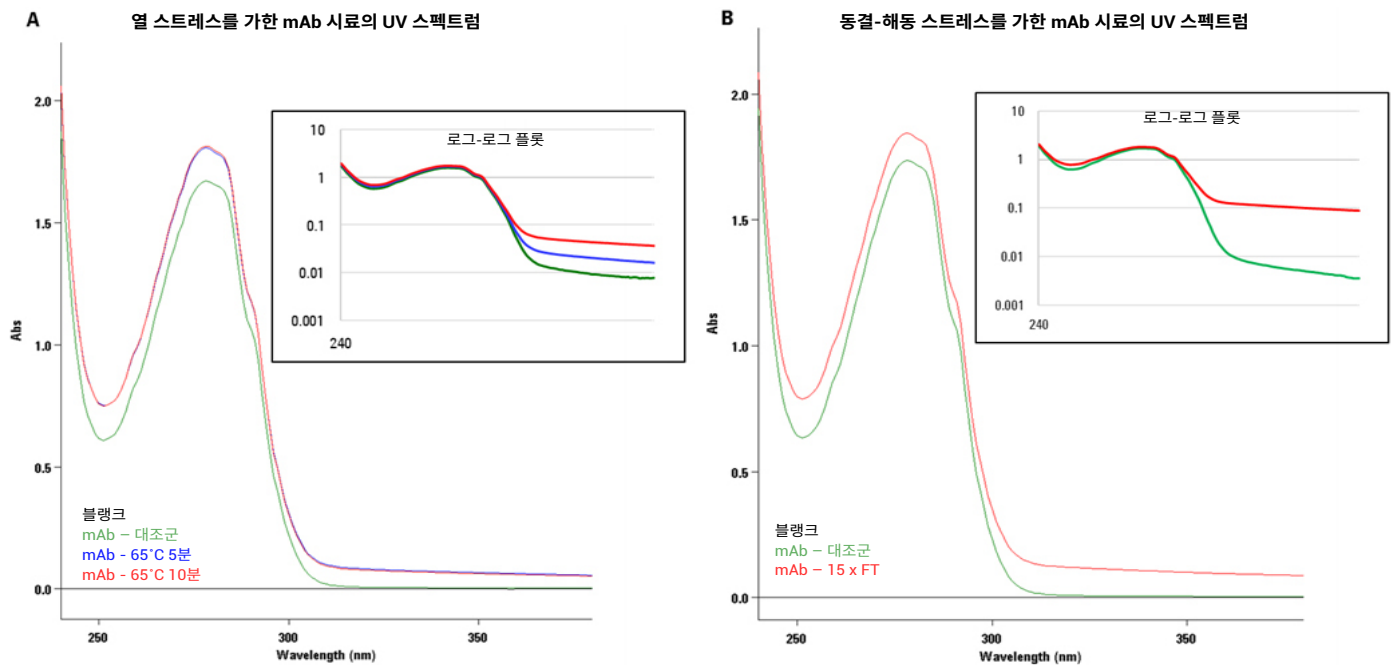 A
열 스트레스를 가한 mAb 시료의 UV 스펙트럼
2.0
1.5
1.0
0.5
0.0
Abs
250
300
350
Wavelength (nm)
로그-로그 플롯
10
1
0.1
0.01
0.001
240
블랭크
mAb – 대조군
mAb - 65˚C 5분
mAb - 65˚C 10분
B
동결-해동 스트레스를 가한 mAb 시료의 UV 스펙트럼
2.0
1.5
1.0
0.5
0.0
Abs
250
300
350
Wavelength (nm)
로그-로그 플롯
10
1
0.1
0.01
0.001
240
블랭크
mAb – 대조군
mAb – 15 x FT